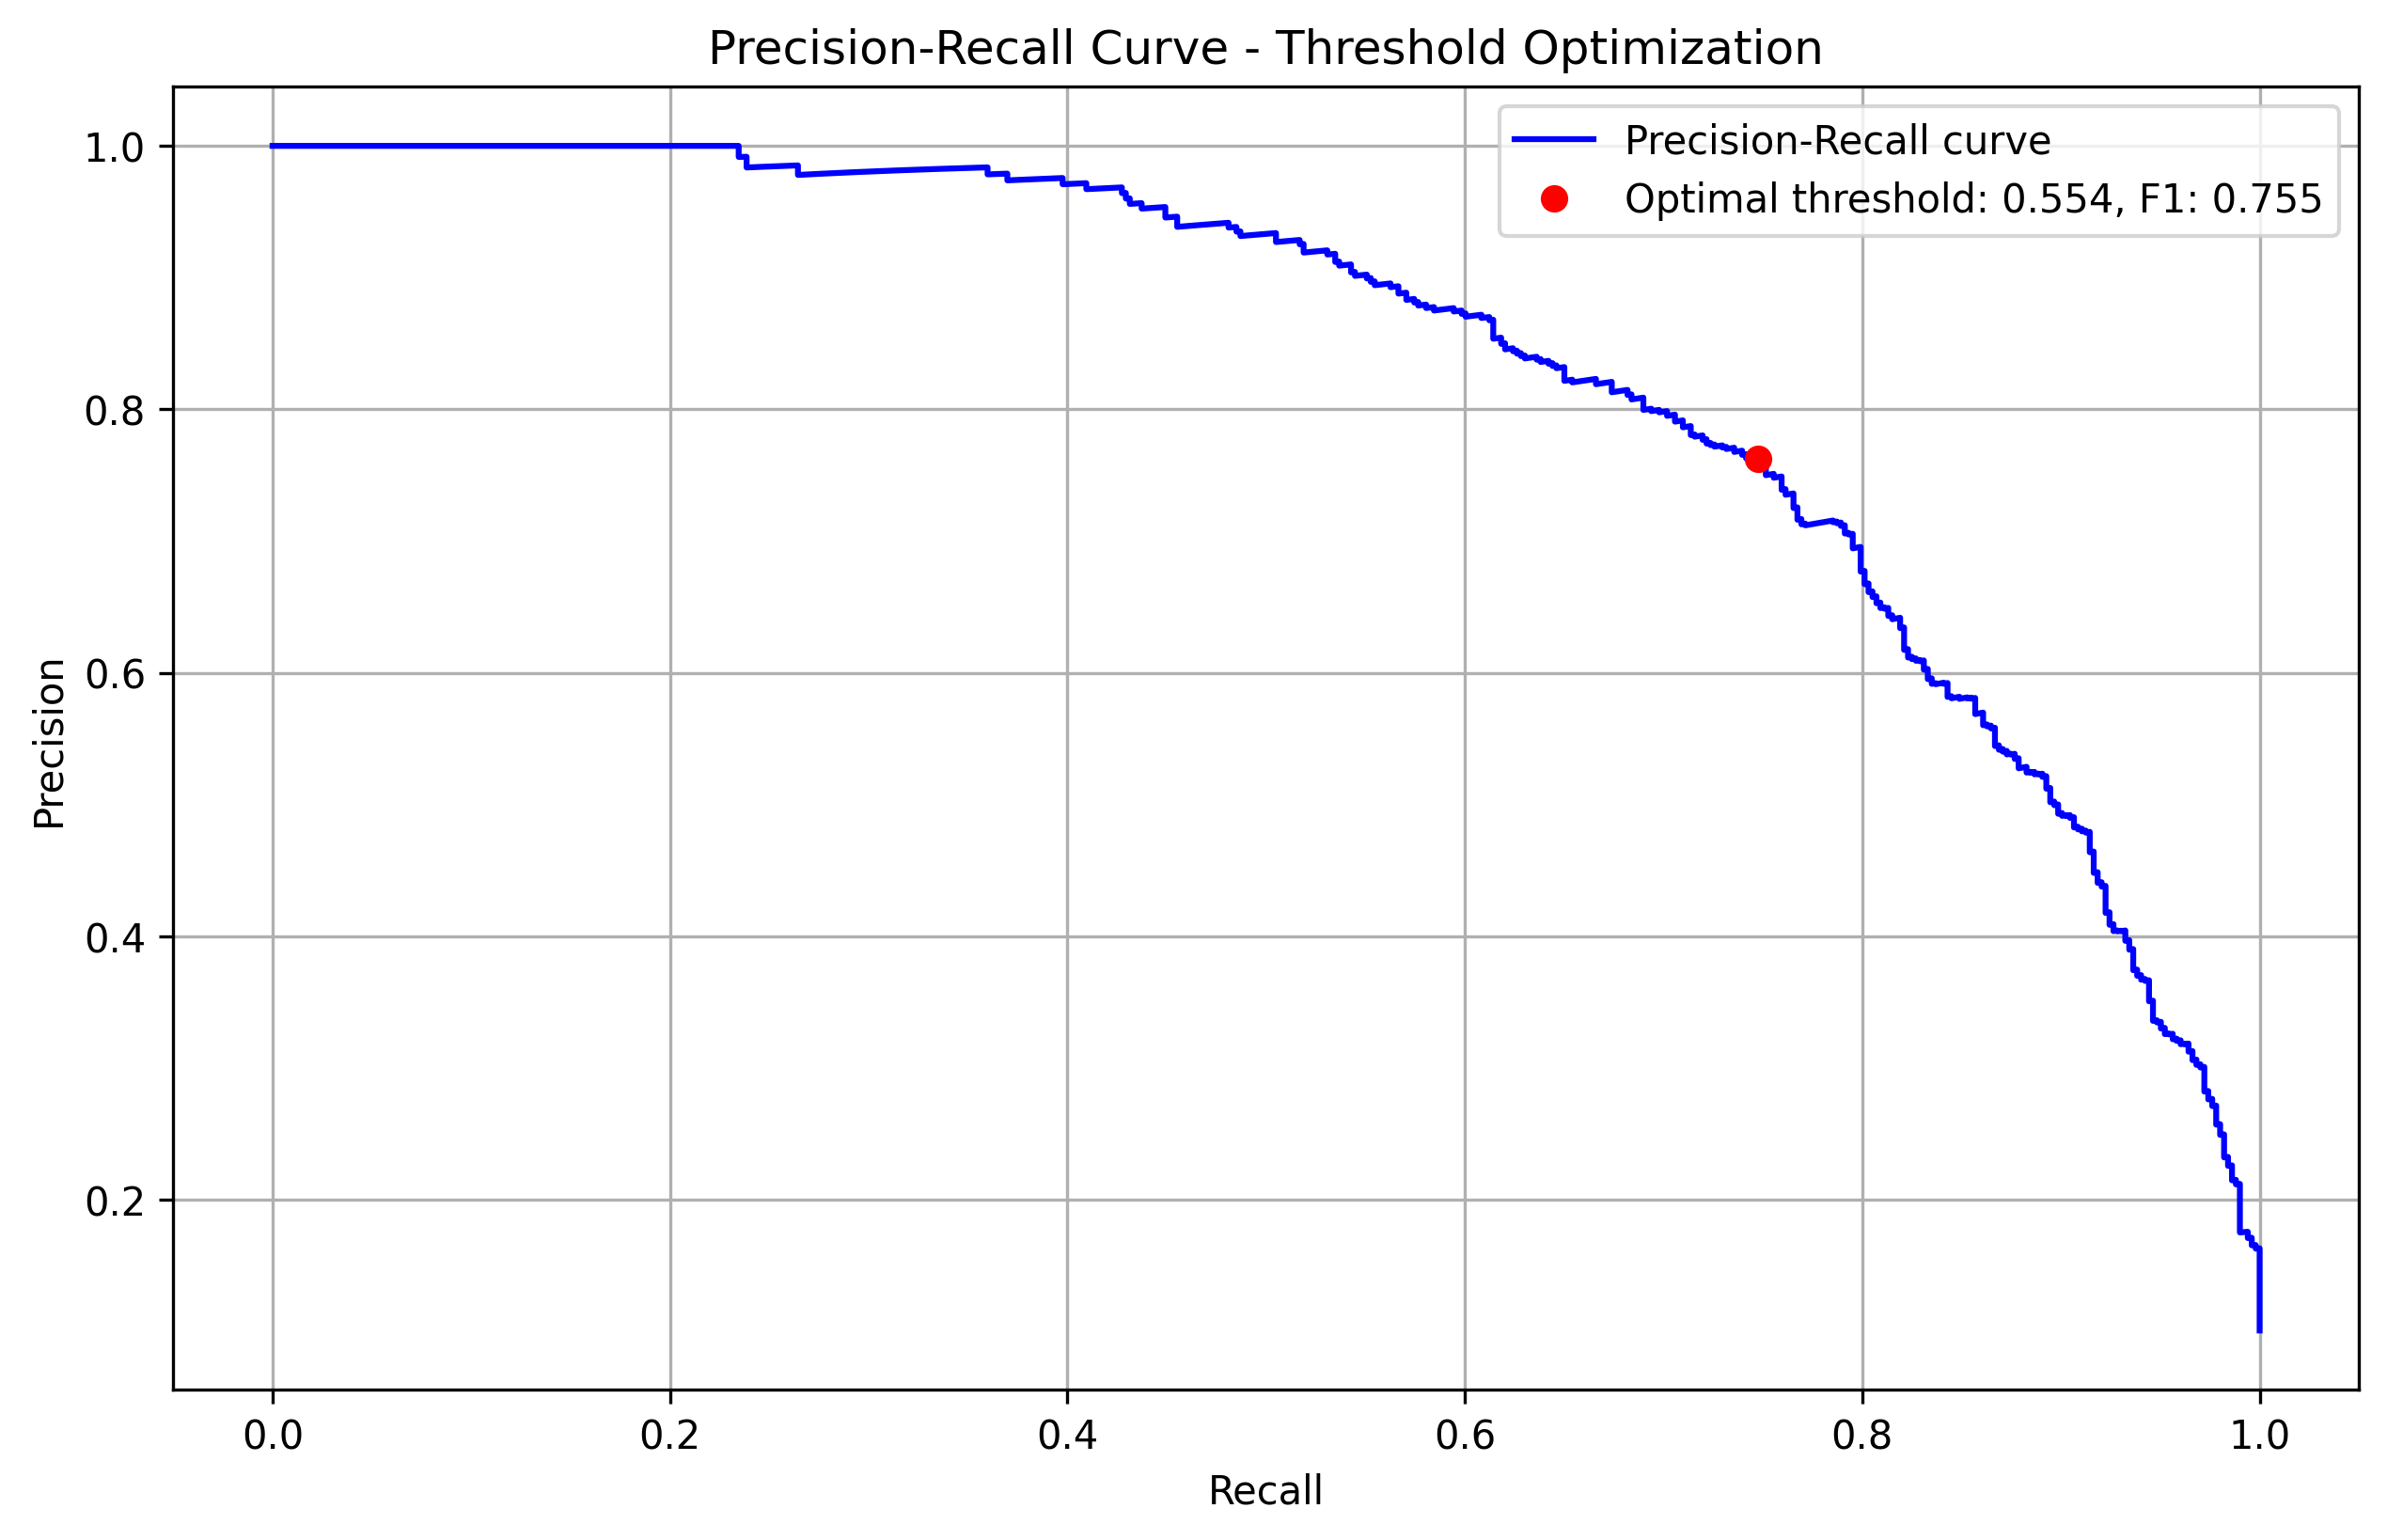 Precision-Recall Curve - Threshold Optimization
Precision-Recall curve
Optimal threshold: 0.554, F1: 0.755
1.0
0.8
0.6
0.4
0.2
Precision
0.0 0.2 0.4 0.6 0.8 1.0
Recall